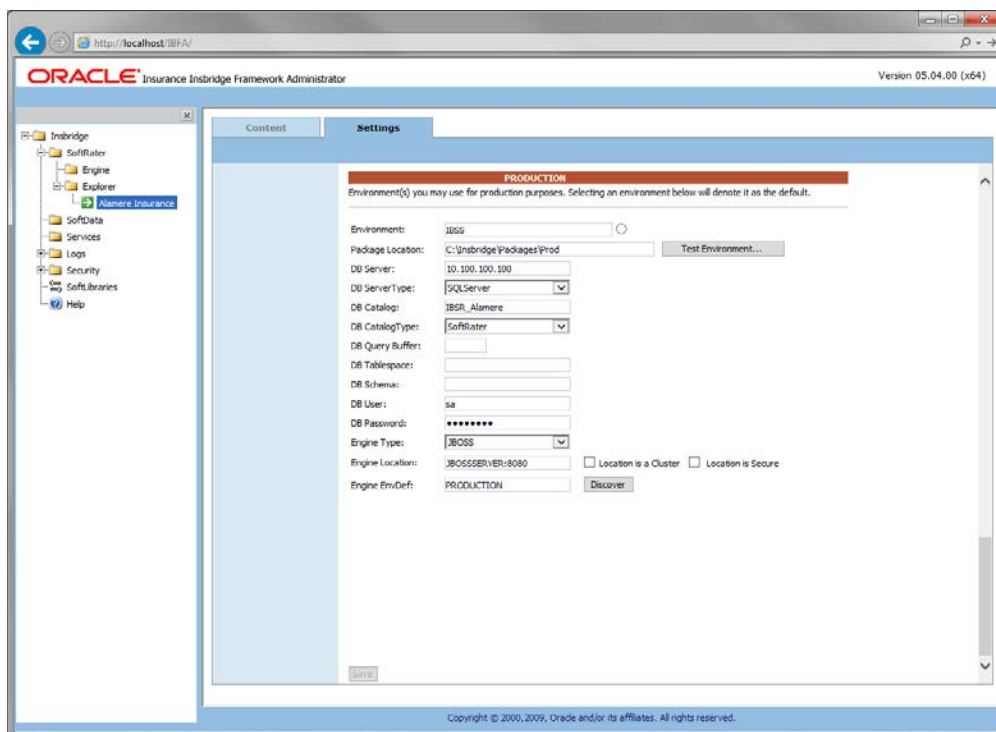 http://localhost/IBFA/
ORACLE Insurance Insbridge Framework Administrator
Version 05.04.00 (x64)
Insbridge
SoftRater
Engine
Explorer
Alamere Insurance
SoftData
Services
Logs
Security
SoftLibraries
Help
Content
Settings
PRODUCTION
Environment(s) you may use for production purposes. Selecting an environment below will denote it as the default.
Environment: IBSS
Package Location: C:\Insbridge\Packages\Prod Test Environment...
DB Server: 10.100.100.100
DB ServerType: SQLServer
DB Catalog: IBSR_Alamere
DB CatalogType: SoftRater
DB Query Buffer:
DB Tablespace:
DB Schema:
DB User: sa
DB Password: ••••••••
Engine Type: JBOSS
Engine Location: JBOSSSERVER:8080 Location is a Cluster Location is Secure
Engine EnvDef: PRODUCTION Discover
Save
Copyright © 2000,2009, Oracle and/or its affiliates. All rights reserved.